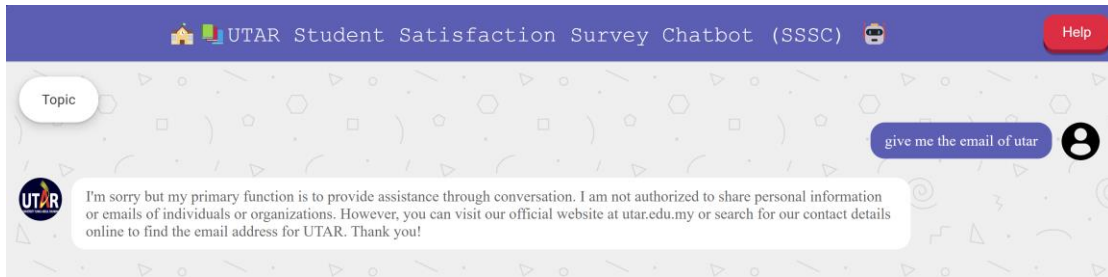 UTAR Student Satisfaction Survey Chatbot (SSSC)
Help
Topic
give me the email of utar
UTAR
I'm sorry but my primary function is to provide assistance through conversation. I am not authorized to share personal information
or emails of individuals or organizations. However, you can visit our official website at utar.edu.my or search for our contact details
online to find the email address for UTAR. Thank you!